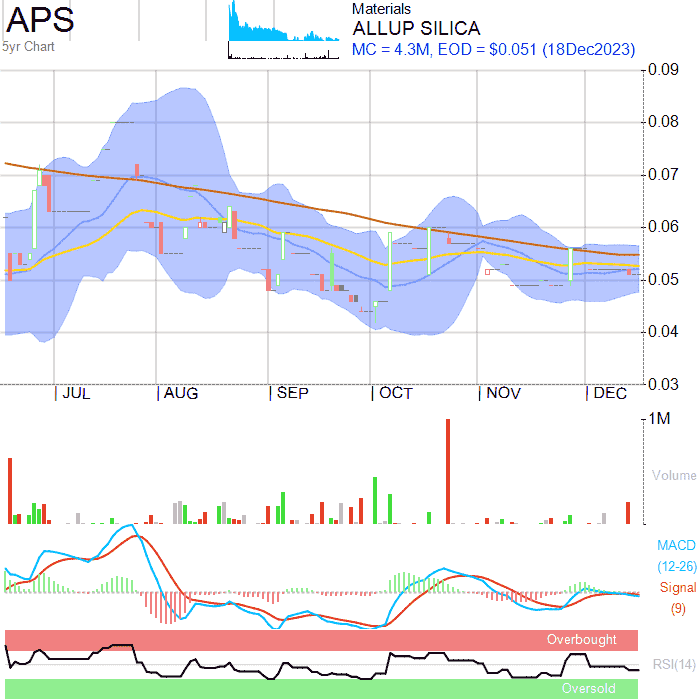 APS
5yr Chart
Materials
ALLUP SILICA
MC = 4.3M, EOD = $0.051 (18Dec2023)
0.09
0.08
0.07
0.06
0.05
0.04
0.03
JUL AUG SEP OCT NOV DEC
1M
Volume
MACD
(12-26)
Signal
(9)
Overbought
RSI(14)
Oversold